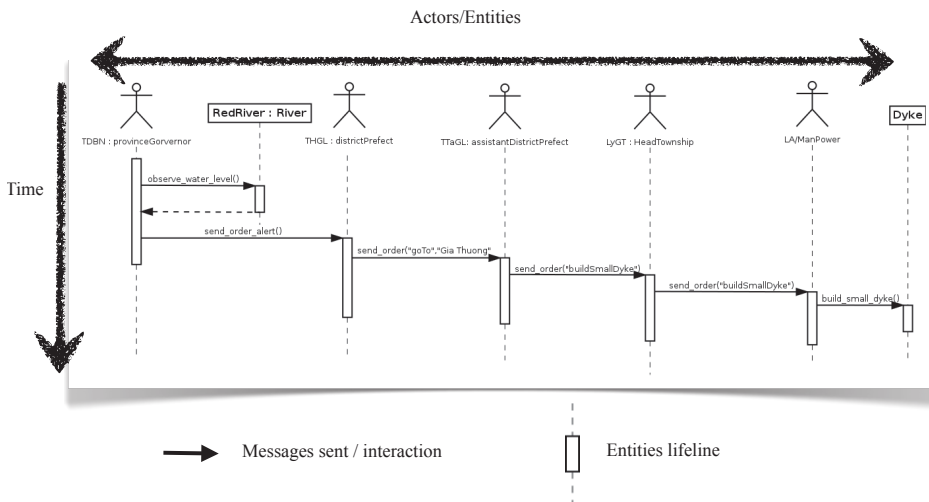 Actors/Entities
RedRiver : River
Dyke
TDBN : provinceGorvernor
THGL : districtPrefect
TTaGL: assistantDistrictPrefect
LyGT : HeadTownship
LA/ManPower
Time
observe_water_level()
send_order_alert()
send_order("goTo","Gia Thuong"
send_order("buildSmallDyke")
send_order("buildSmallDyke")
build_small_dyke()
Messages sent / interaction
Entities lifeline